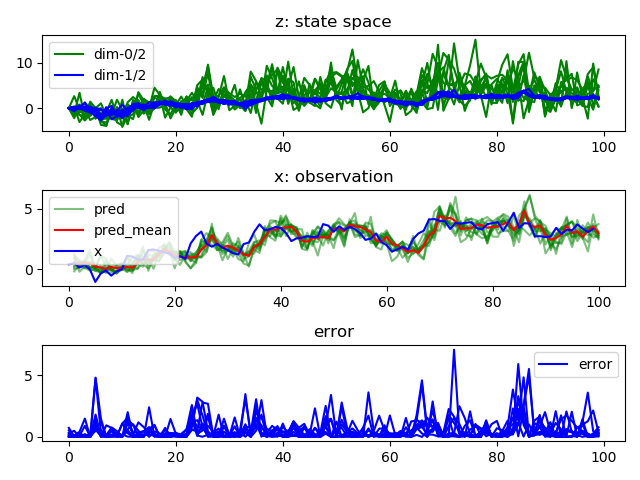 z: state space
dim-0/2
dim-1/2
10
0
0 20 40 60 80 100
x: observation
pred
pred_mean
x
5
0
0 20 40 60 80 100
error
error
5
0
0 20 40 60 80 100